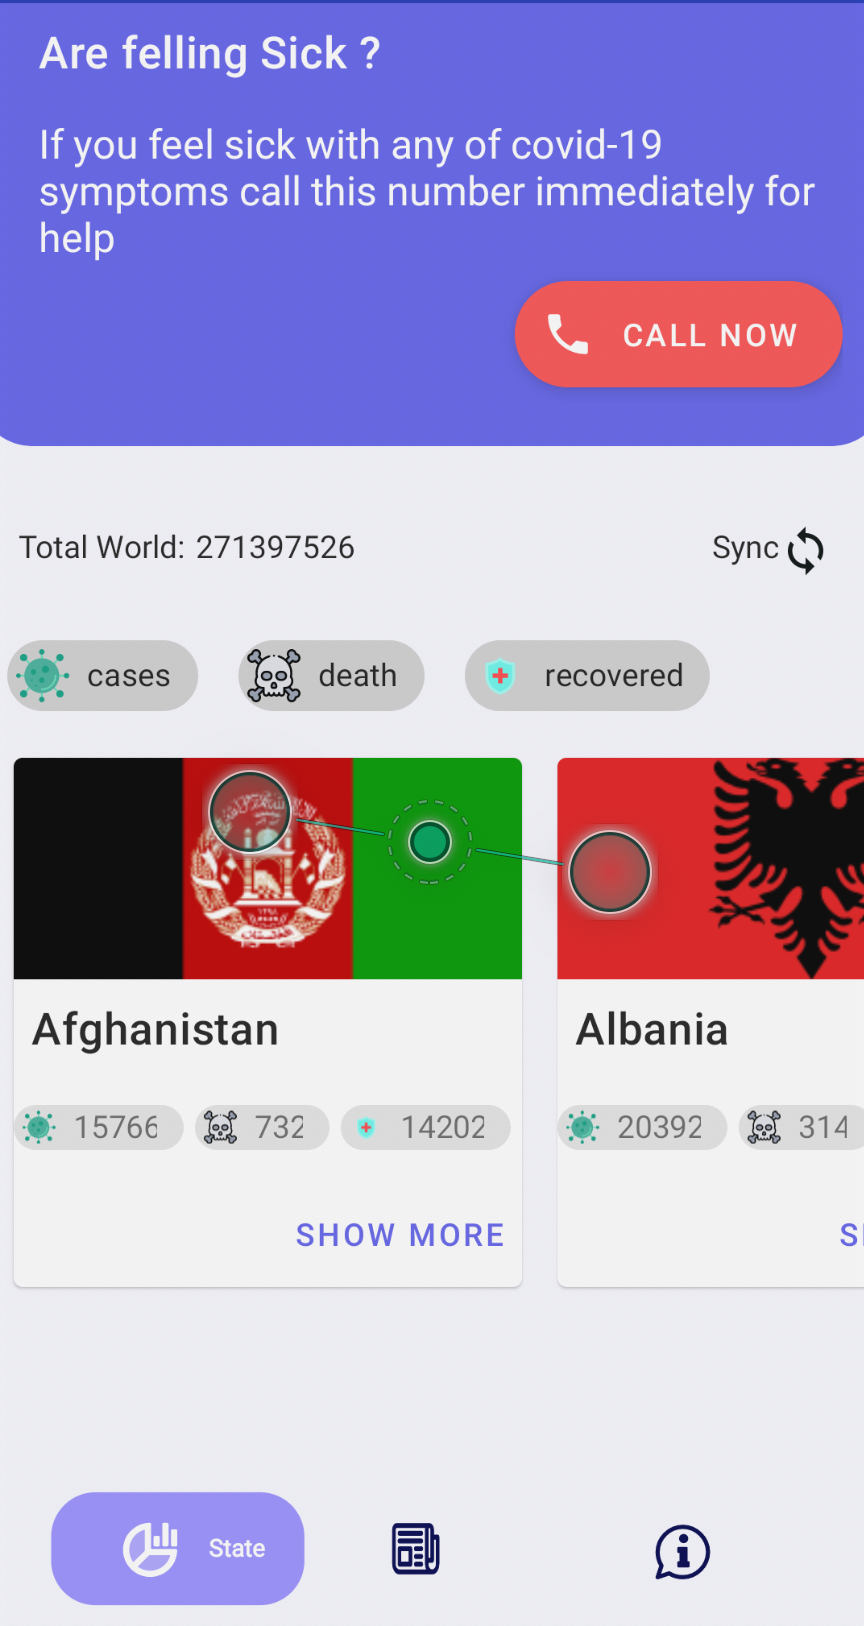 Are felling Sick ?
If you feel sick with any of covid-19
symptoms call this number immediately for
help
CALL NOW
Total World: 271397526
Sync
cases death recovered
Afghanistan
Albania
15766 732 14202
20392 314
SHOW MORE
State